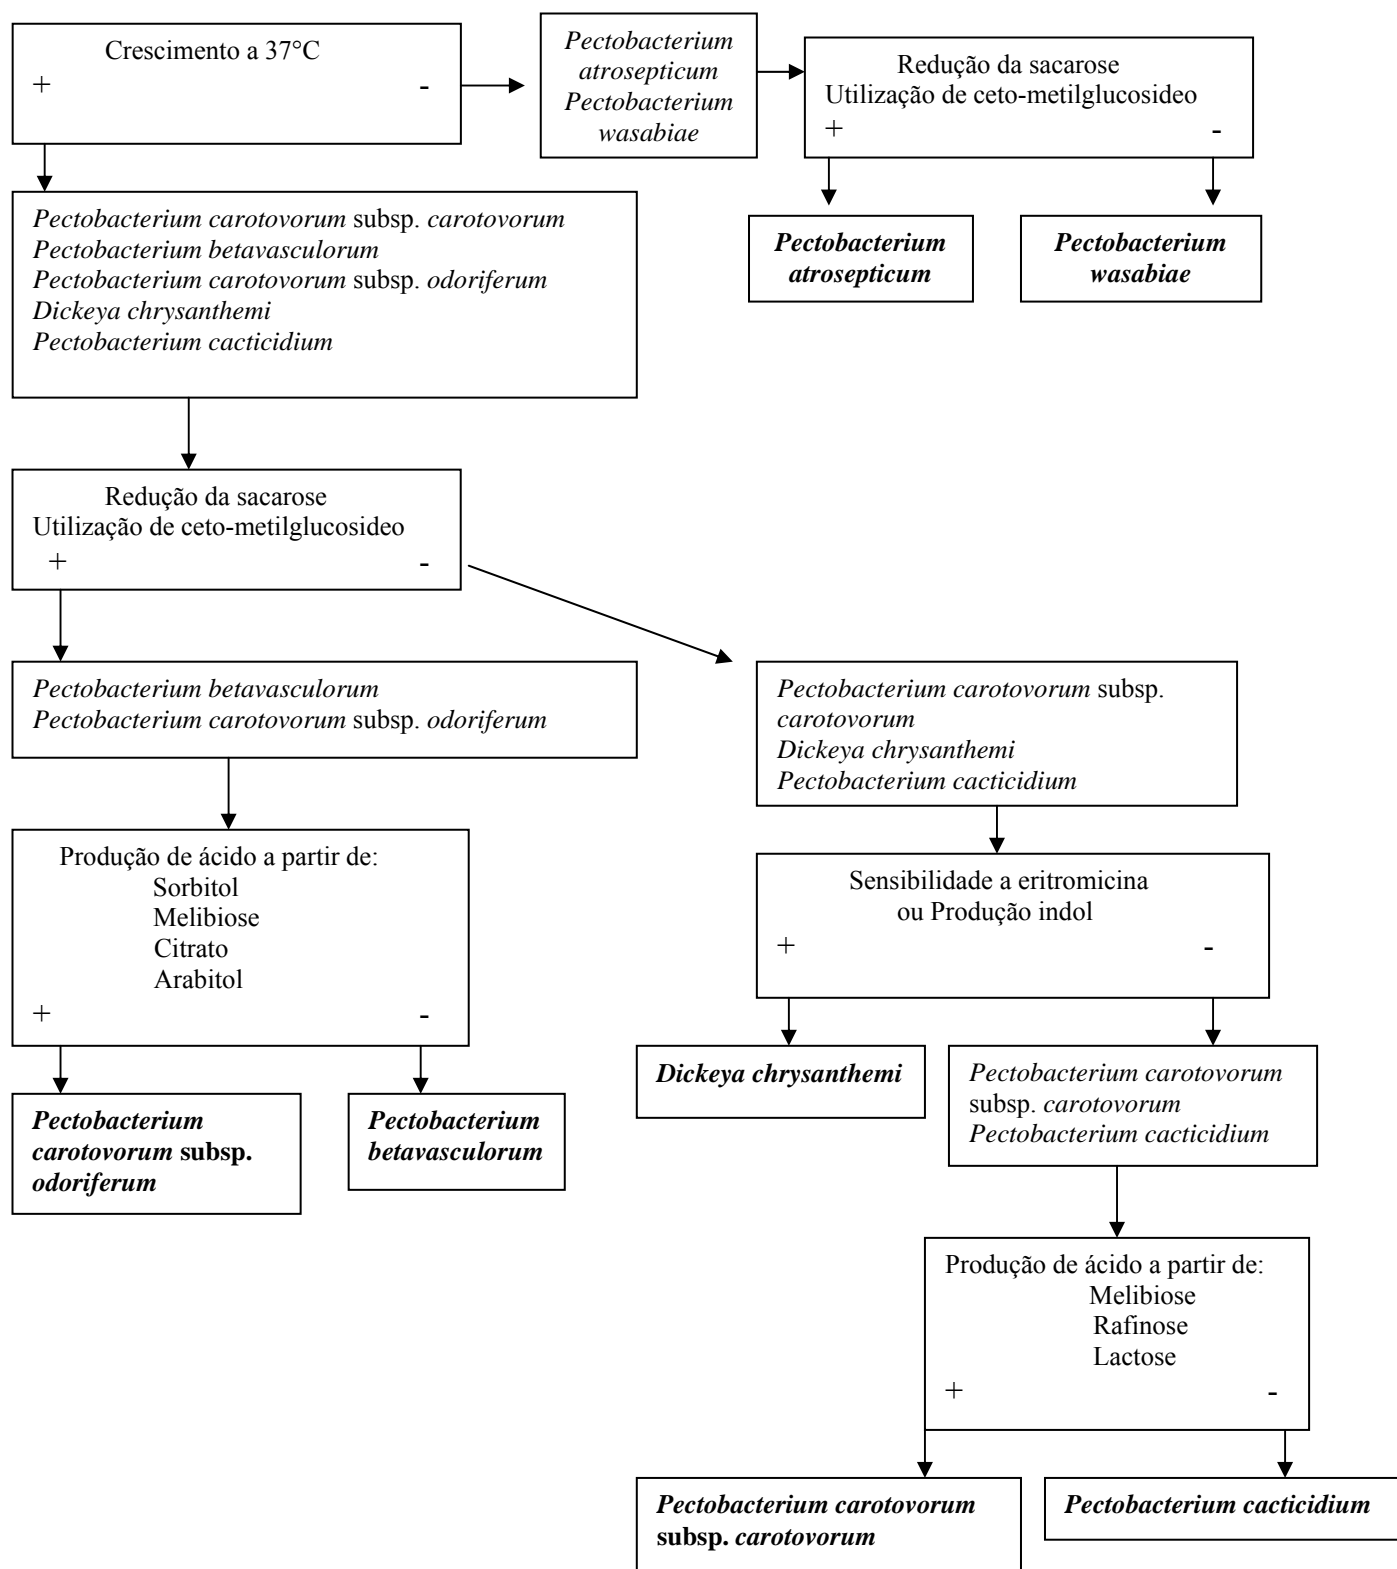 Crescimento a 37°C
+ -
Pectobacterium
atrosepticum
Pectobacterium
wasabiae
Redução da sacarose
Utilização de ceto-metilglucosideo
+ -
Pectobacterium
atrosepticum
Pectobacterium
wasabiae
Pectobacterium carotovorum subsp. carotovorum
Pectobacterium betavasculorum
Pectobacterium carotovorum subsp. odoriferum
Dickeya chrysanthemi
Pectobacterium cacticidium
Redução da sacarose
Utilização de ceto-metilglucosideo
+ -
Pectobacterium betavasculorum
Pectobacterium carotovorum subsp. odoriferum
Pectobacterium carotovorum subsp.
carotovorum
Dickeya chrysanthemi
Pectobacterium cacticidium
Produção de ácido a partir de:
Sorbitol
Melibiose
Citrato
Arabitol
+ -
Sensibilidade a eritromicina
ou Produção indol
+ -
Pectobacterium
carotovorum subsp.
odoriferum
Pectobacterium
betavasculorum
Dickeya chrysanthemi
Pectobacterium carotovorum
subsp. carotovorum
Pectobacterium cacticidium
Produção de ácido a partir de:
Melibiose
Rafinose
Lactose
+ -
Pectobacterium carotovorum
subsp. carotovorum
Pectobacterium cacticidium